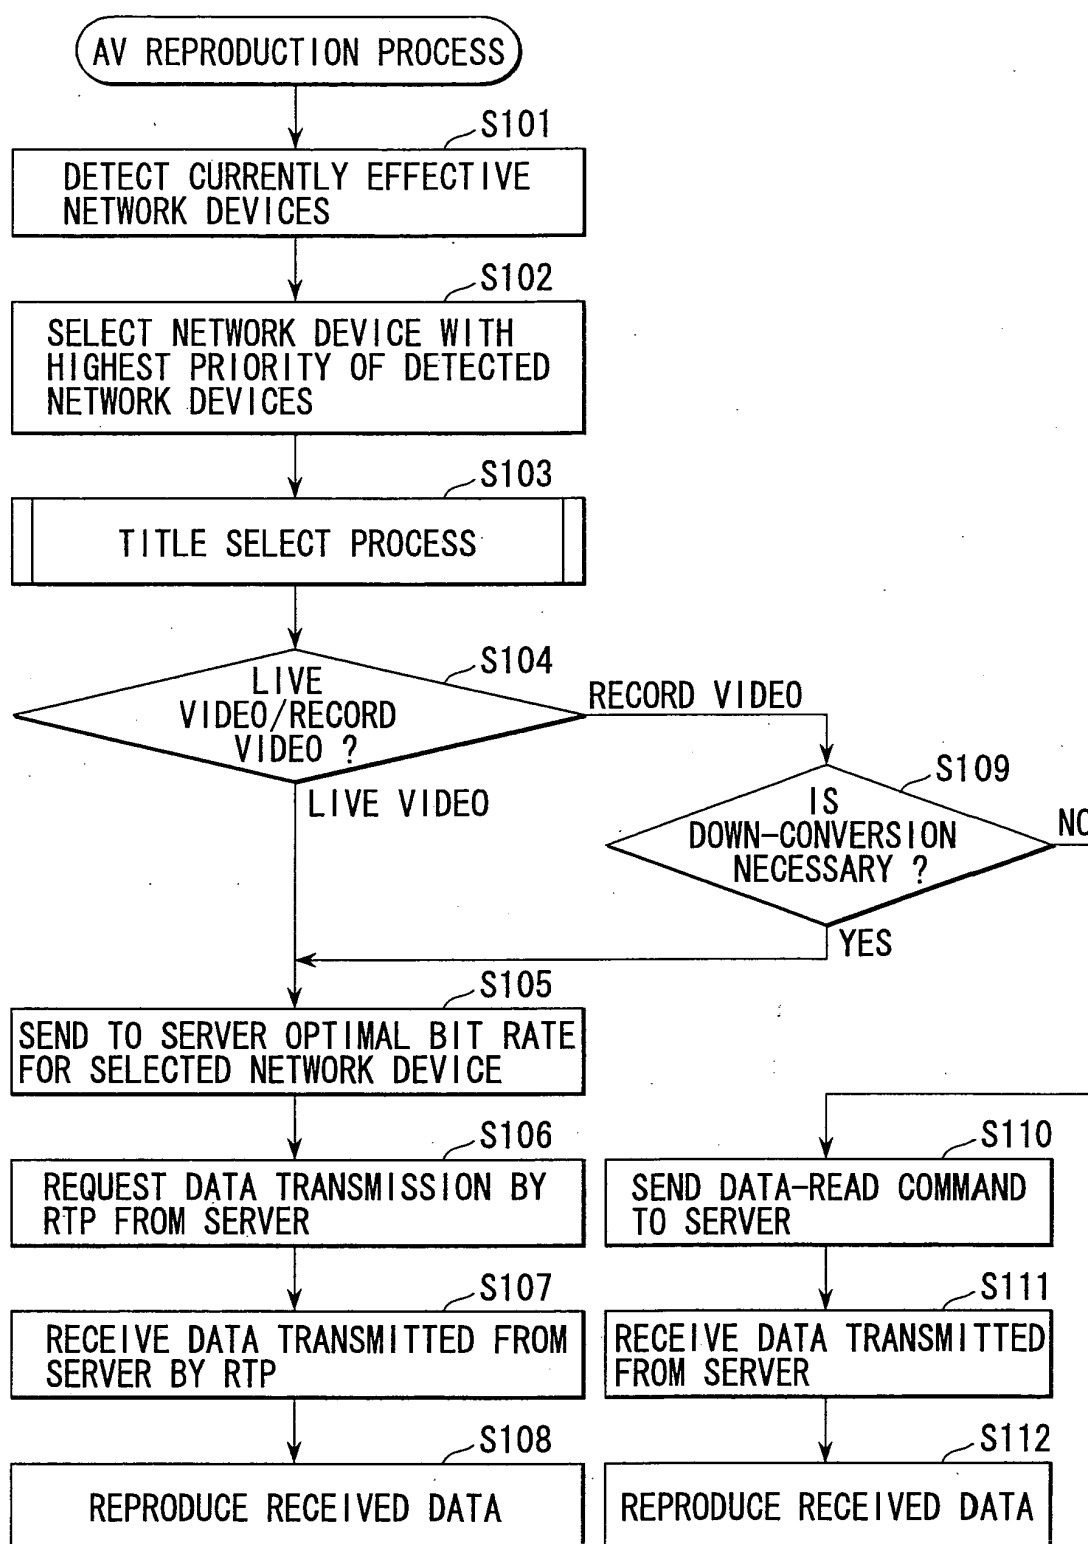 AV REPRODUCTION PROCESS
S101
DETECT CURRENTLY EFFECTIVE
NETWORK DEVICES
S102
SELECT NETWORK DEVICE WITH
HIGHEST PRIORITY OF DETECTED
NETWORK DEVICES
S103
TITLE SELECT PROCESS
S104
LIVE
VIDEO/RECORD
VIDEO ?
RECORD VIDEO
LIVE VIDEO
S109
IS
DOWN-CONVERSION
NECESSARY ?
NO
YES
S105
SEND TO SERVER OPTIMAL BIT RATE
FOR SELECTED NETWORK DEVICE
S106
REQUEST DATA TRANSMISSION BY
RTP FROM SERVER
S107
RECEIVE DATA TRANSMITTED FROM
SERVER BY RTP
S108
REPRODUCE RECEIVED DATA
S110
SEND DATA-READ COMMAND
TO SERVER
S111
RECEIVE DATA TRANSMITTED
FROM SERVER
S112
REPRODUCE RECEIVED DATA